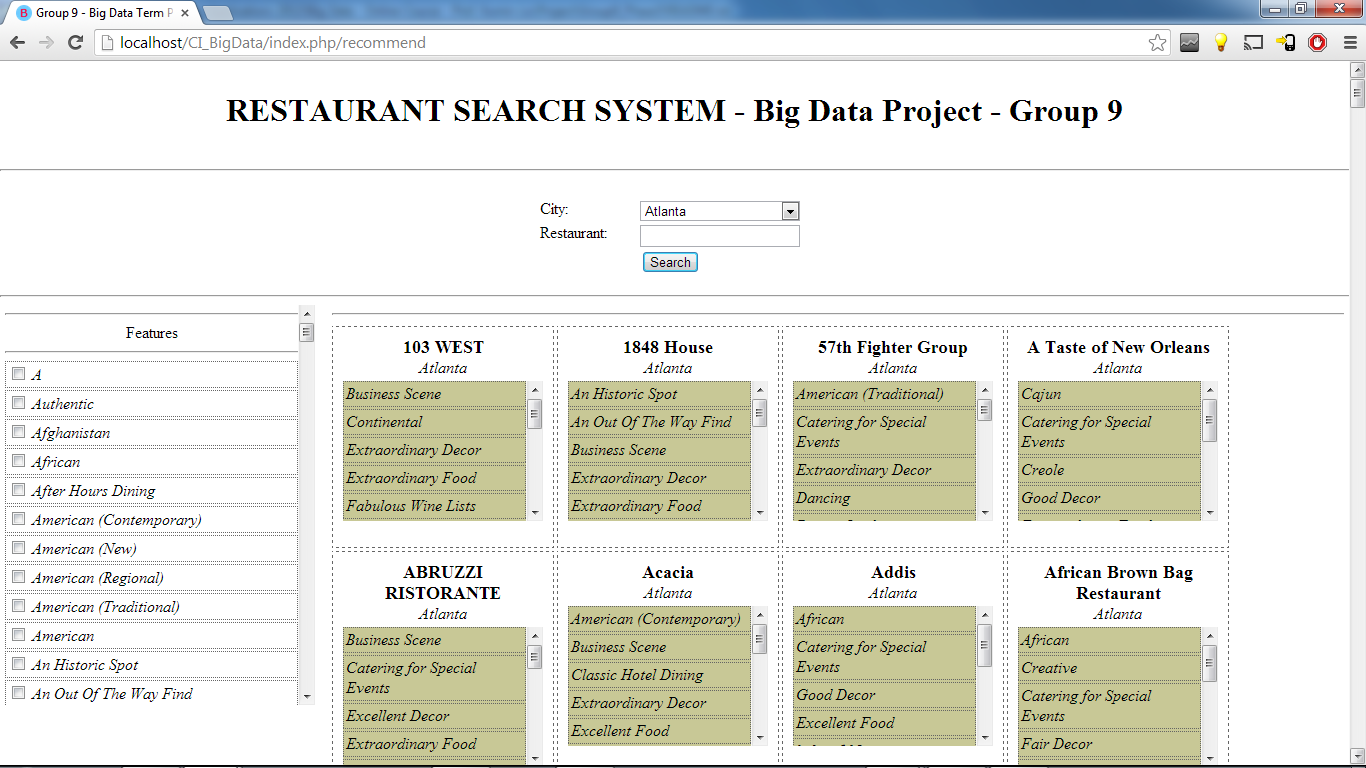 Group 9 - Big Data Term P
localhost/CI_BigData/index.php/recommend
RESTAURANT SEARCH SYSTEM - Big Data Project - Group 9
City:
Atlanta
Restaurant:
Search
Features
A
Authentic
Afghanistan
African
After Hours Dining
American (Contemporary)
American (New)
American (Regional)
American (Traditional)
American
An Historic Spot
An Out Of The Way Find
103 WEST
Atlanta
Business Scene
Continental
Extraordinary Decor
Extraordinary Food
Fabulous Wine Lists
1848 House
Atlanta
An Historic Spot
An Out Of The Way Find
Business Scene
Extraordinary Decor
Extraordinary Food
57th Fighter Group
Atlanta
American (Traditional)
Catering for Special
Events
Extraordinary Decor
Dancing
A Taste of New Orleans
Atlanta
Cajun
Catering for Special
Events
Creole
Good Decor
ABRUZZI
RISTORANTE
Atlanta
Business Scene
Catering for Special
Events
Excellent Decor
Extraordinary Food
Acacia
Atlanta
American (Contemporary)
Business Scene
Classic Hotel Dining
Extraordinary Decor
Excellent Food
Addis
Atlanta
African
Catering for Special
Events
Good Decor
Excellent Food
African Brown Bag
Restaurant
Atlanta
African
Creative
Catering for Special
Events
Fair Decor